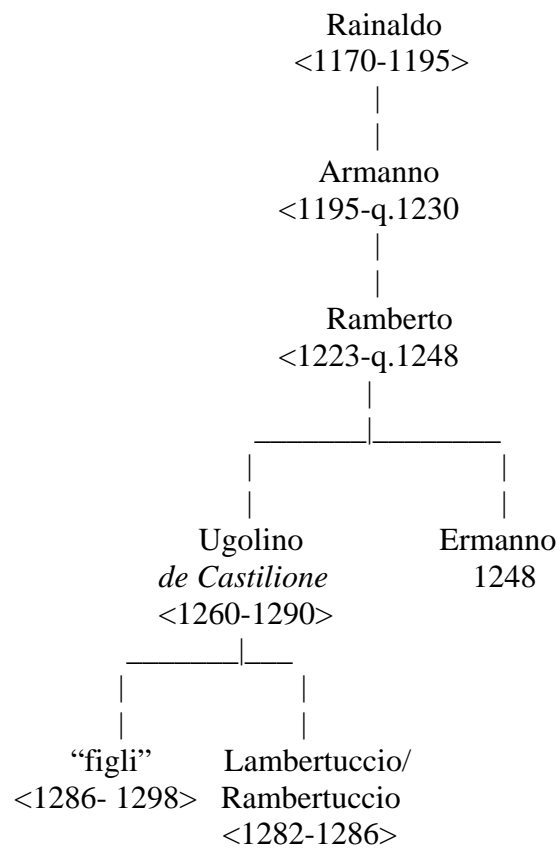 Rainaldo
<1170-1195>
Armanno
<1195-q.1230
Ramberto
<1223-q.1248
Ugolino Ermanno
de Castilione 1248
<1260-1290>
“figli” Lambertuccio/
<1286- 1298> Rambertuccio
<1282-1286>